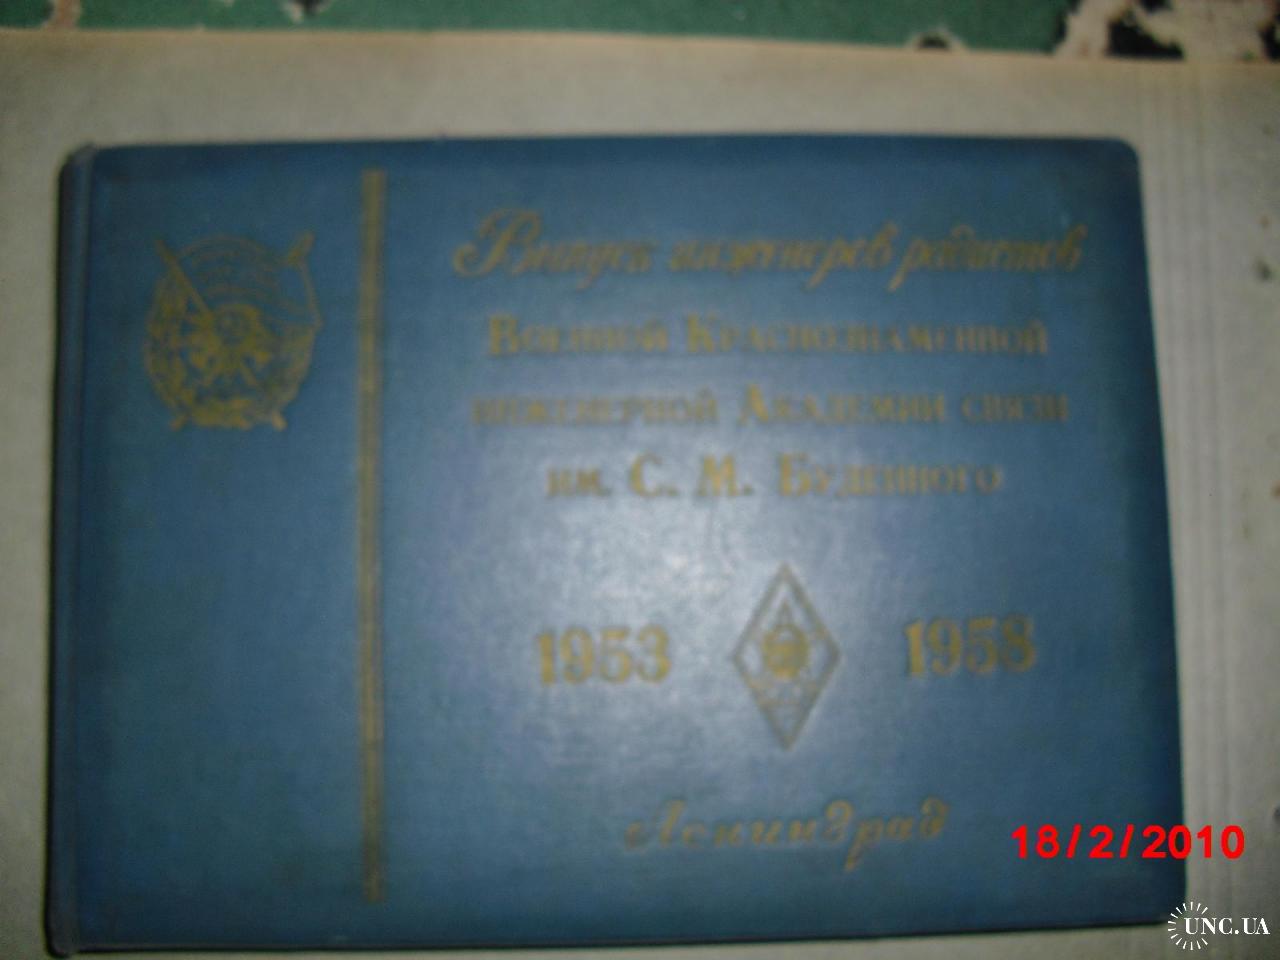 Выпуск инженеров радистов
Военной Краснознаменной
инженерной Академии связи
им. С. М. Буденного
1953 1958
Ленинград
18/2/2010
UNC.UA